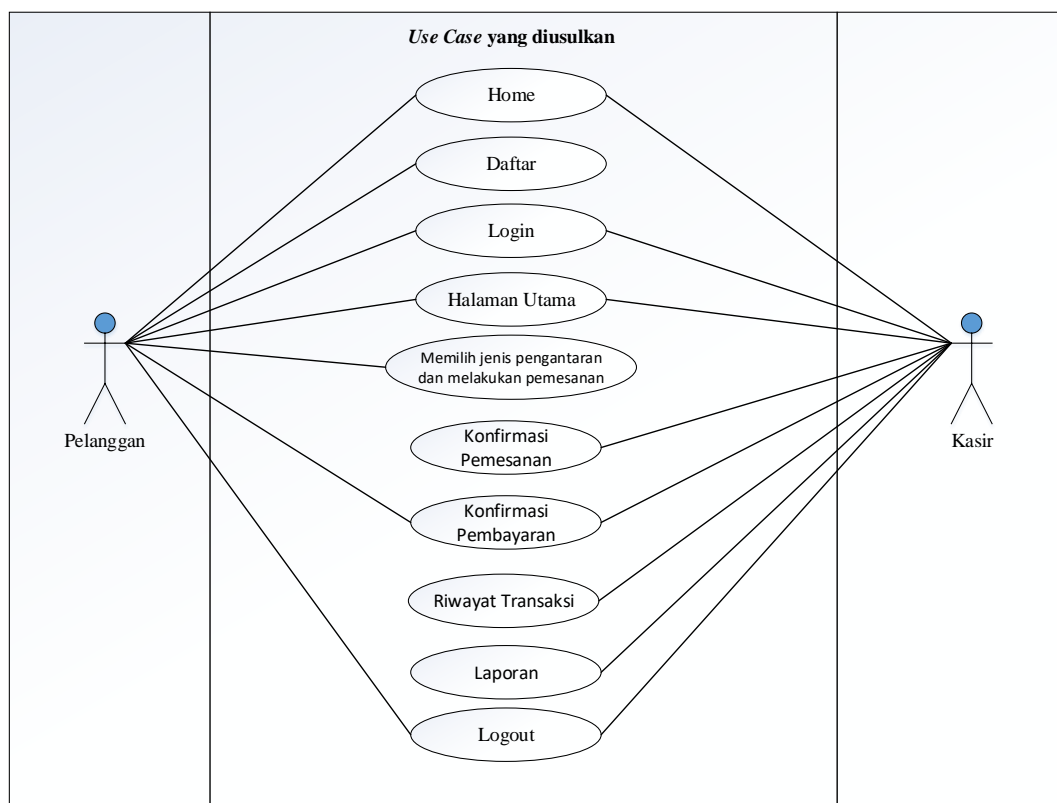 Use Case yang diusulkan
Home
Daftar
Login
Halaman Utama
Memilih jenis pengantaran
dan melakukan pemesanan
Konfirmasi
Pemesanan
Pelanggan
Kasir
Konfirmasi
Pembayaran
Riwayat Transaksi
Laporan
Logout